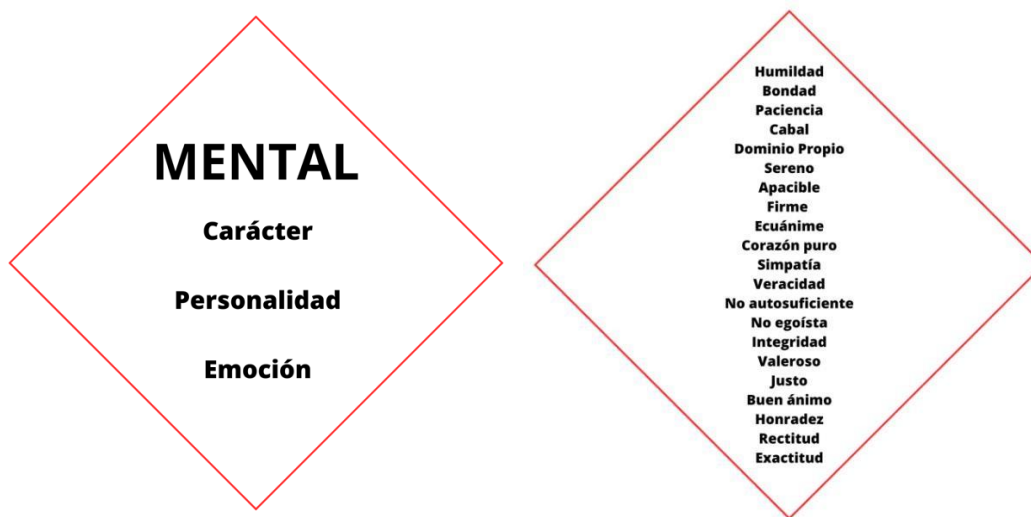 MENTAL
Carácter
Personalidad
Emoción
Humildad
Bondad
Paciencia
Cabal
Dominio Propio
Sereno
Apacible
Firme
Ecuánime
Corazón puro
Simpatía
Veracidad
No autosuficiente
No egoísta
Integridad
Valeroso
Justo
Buen ánimo
Honradez
Rectitud
Exactitud